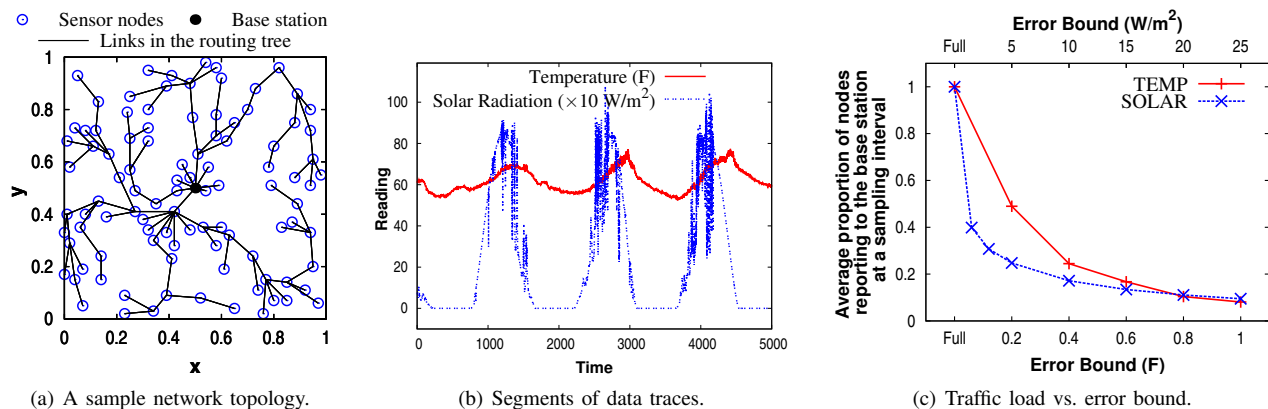 Sensor nodes Base station
Links in the routing tree
1
0.8
0.6
0.4
0.2
0
y
0 0.2 0.4 0.6 0.8 1
x
(a) A sample network topology.
Temperature (F)
Solar Radiation (×10 W/m2)
100
80
60
40
20
0
Reading
0 1000 2000 3000 4000 5000
Time
(b) Segments of data traces.
Error Bound (W/m2)
Full 5 10 15 20 25
TEMP
SOLAR
1
0.8
0.6
0.4
0.2
0
Average proportion of nodes
reporting to the base station
at a sampling interval
Full 0.2 0.4 0.6 0.8 1
Error Bound (F)
(c) Traffic load vs. error bound.